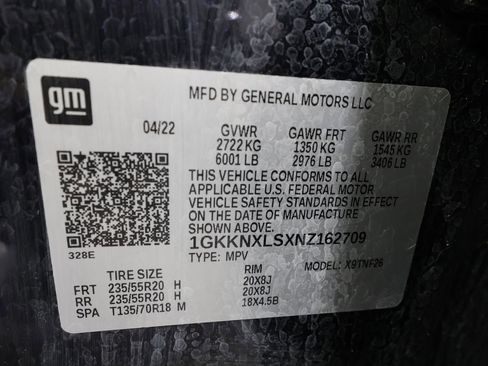 gm
MFD BY GENERAL MOTORS LLC
04/22 GVWR GAWR FRT GAWR RR
2722 KG 1350 KG 1545 KG
6001 LB 2976 LB 3406 LB
THIS VEHICLE CONFORMS TO ALL
APPLICABLE U.S. FEDERAL MOTOR
VEHICLE SAFETY STANDARDS IN EFFECT
ON THE DATE OF MANUFACTURE SHOWN ABOVE.
1GKKNXLSXNZ162709
328E TYPE: MPV MODEL: X9TNF26
TIRE SIZE RIM
FRT 235/55R20 H 20X8J
RR 235/55R20 H 20X8J
SPA T135/70R18 M 18X4.5B